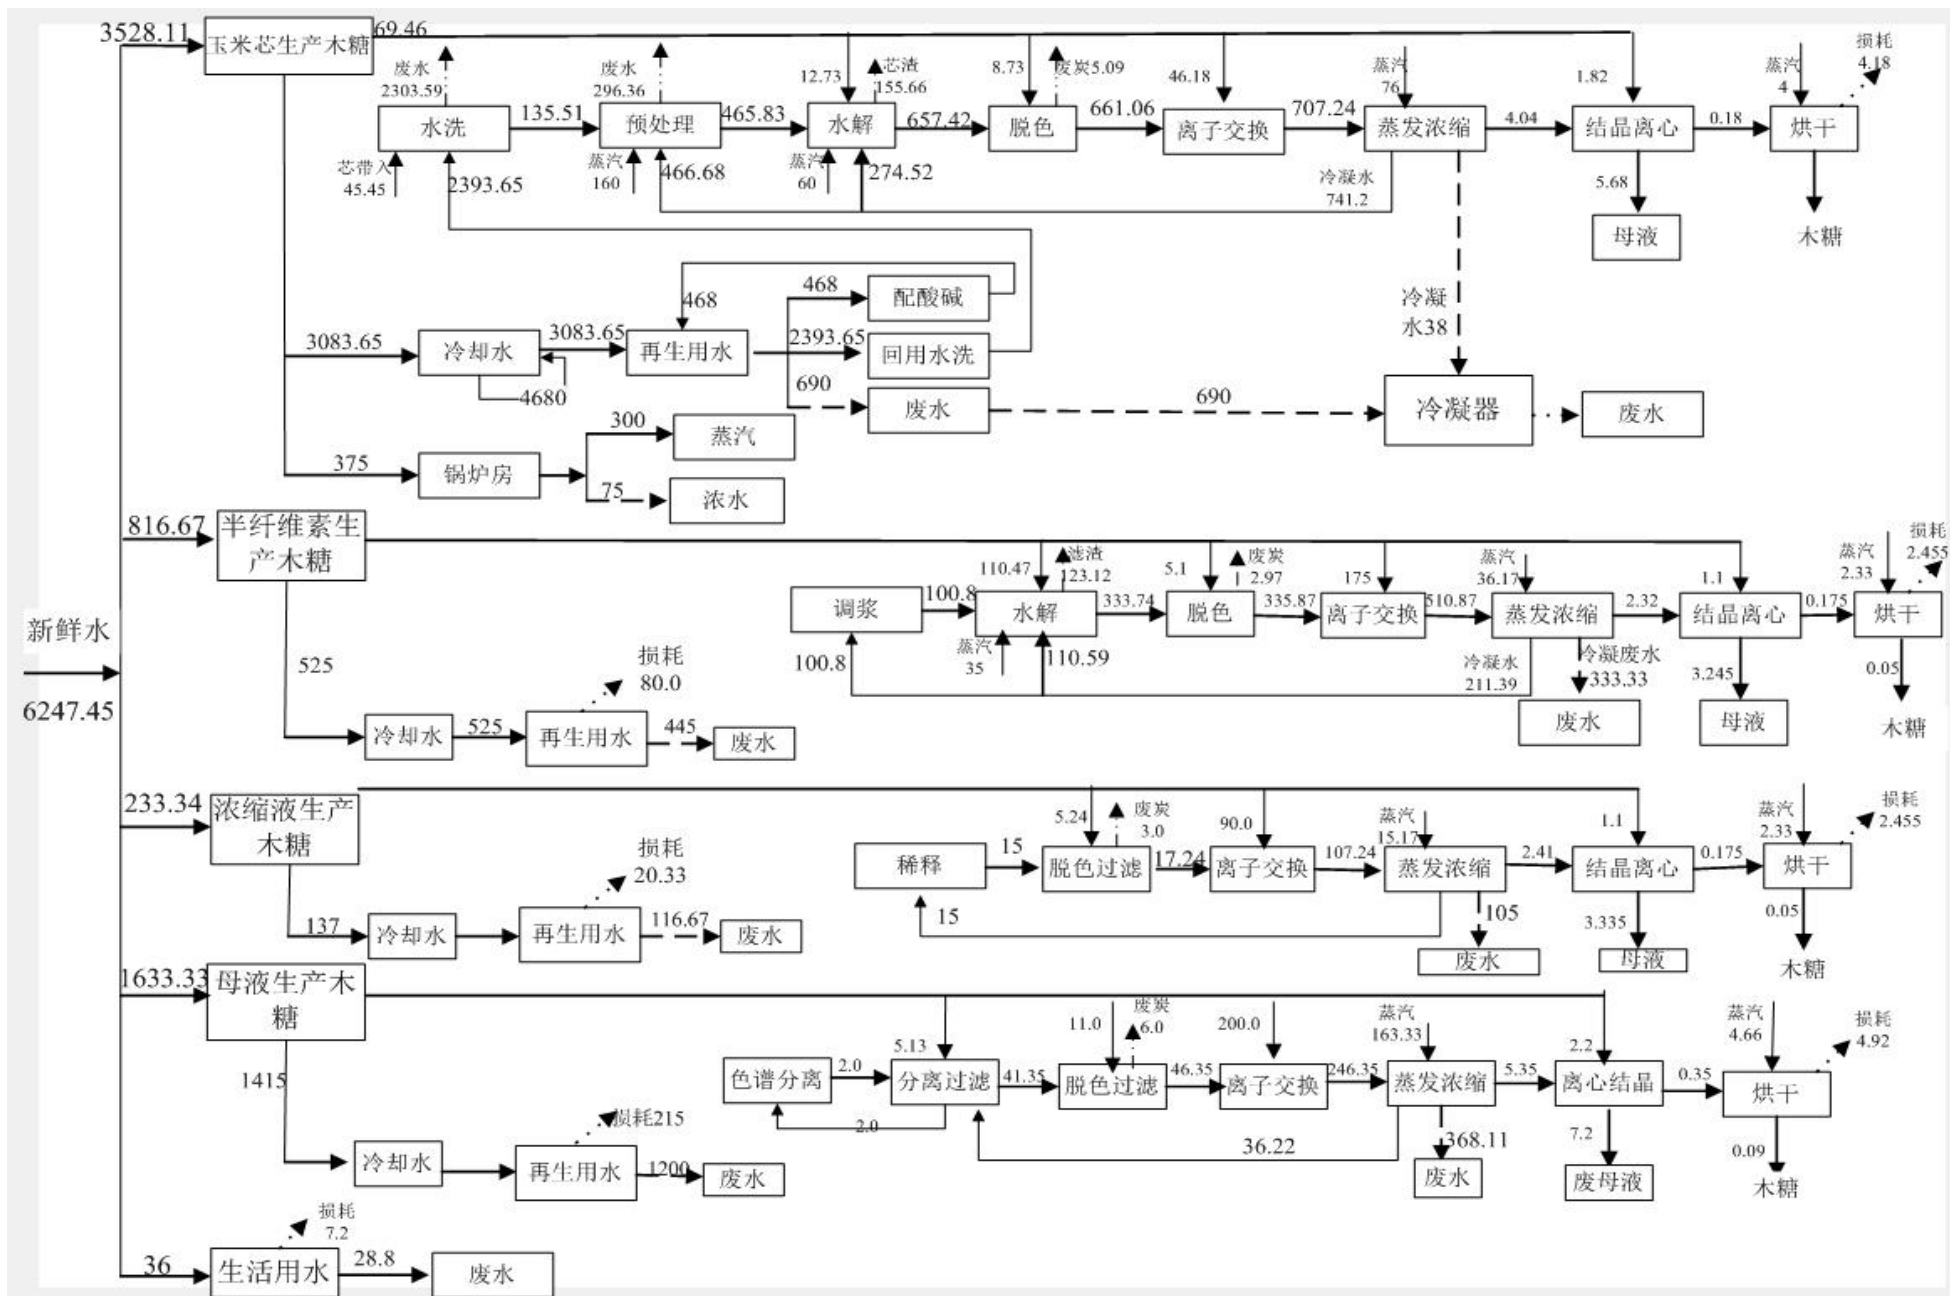 3528.11
玉米芯生产木糖
69.46
废水
2303.59
废水
296.36
12.73
芯渣
155.66
8.73
废炭5.09
46.18
蒸汽
76
1.82
蒸汽
4
损耗
4.18
水洗
135.51
预处理
465.83
水解
657.42
脱色
661.06
离子交换
707.24
蒸发浓缩
4.04
结晶离心
0.18
烘干
芯带入
45.45
2393.65
蒸汽
160
466.68
蒸汽
60
274.52
冷凝水
741.2
5.68
母液
木糖
冷凝
水38
468
468
配酸碱
3083.65
冷却水
3083.65
再生用水
2393.65
回用水洗
4680
690
废水
690
冷凝器
废水
375
锅炉房
300
蒸汽
75
浓水
816.67
半纤维素生
产木糖
110.47
滤渣
123.12
5.1
废炭
2.97
175
蒸汽
36.17
1.1
蒸汽
2.33
损耗
2.455
调浆
100.8
水解
333.74
脱色
335.87
离子交换
510.87
蒸发浓缩
2.32
结晶离心
0.175
烘干
100.8
蒸汽
35
110.59
冷凝水
211.39
冷凝废水
333.33
3.245
0.05
废水
母液
木糖
新鲜水
6247.45
525
损耗
80.0
冷却水
525
再生用水
445
废水
233.34
浓缩液生产
木糖
5.24
废炭
3.0
90.0
蒸汽
15.17
1.1
蒸汽
2.33
损耗
2.455
稀释
15
脱色过滤
17.24
离子交换
107.24
蒸发浓缩
2.41
结晶离心
0.175
烘干
15
105
3.335
0.05
废水
母液
木糖
损耗
20.33
137
冷却水
再生用水
116.67
废水
1633.33
母液生产木
糖
5.13
11.0
废炭
6.0
200.0
蒸汽
163.33
2.2
蒸汽
4.66
损耗
4.92
色谱分离
2.0
分离过滤
41.35
脱色过滤
46.35
离子交换
246.35
蒸发浓缩
5.35
离心结晶
0.35
烘干
2.0
36.22
368.11
7.2
0.09
废水
废母液
木糖
1415
损耗215
冷却水
再生用水
1200
废水
36
生活用水
损耗
7.2
28.8
废水